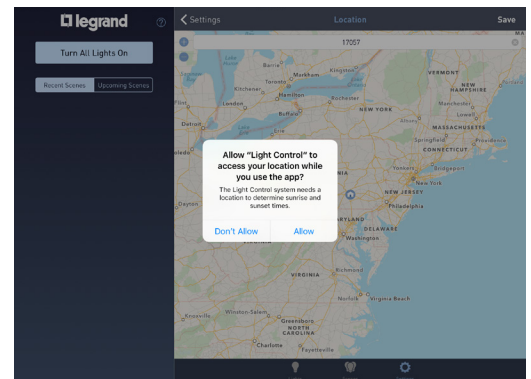 legrand
Turn All Lights On
Recent Scenes
Upcoming Scenes
Settings
Location
Save
17057
Barrie
Markham
Toronto
Kitchener
Hamilton
London
Kingston
Rochester
Buffalo
NEW YORK
VERMONT
NEW
HAMPSHIRE
Manchester
Lowell
Albany
MASSACHUSETTS
Springfield
Providence
CONNECTICUT
Detroit
Lake
Erie
Allow "Light Control" to
access your location while
you use the app?
The Light Control system needs a
location to determine sunrise and
sunset times.
Don't Allow
Allow
Yonkers
Bridgeport
New York
NEW JERSEY
Philadelphia
Dayton
DELAWARE
Washington
VIRGINIA
Richmond
Norfolk
Virginia Beach
Knoxville
Winston-Salem
Greensboro
NORTH
CAROLINA
Charlotte
Fayetteville